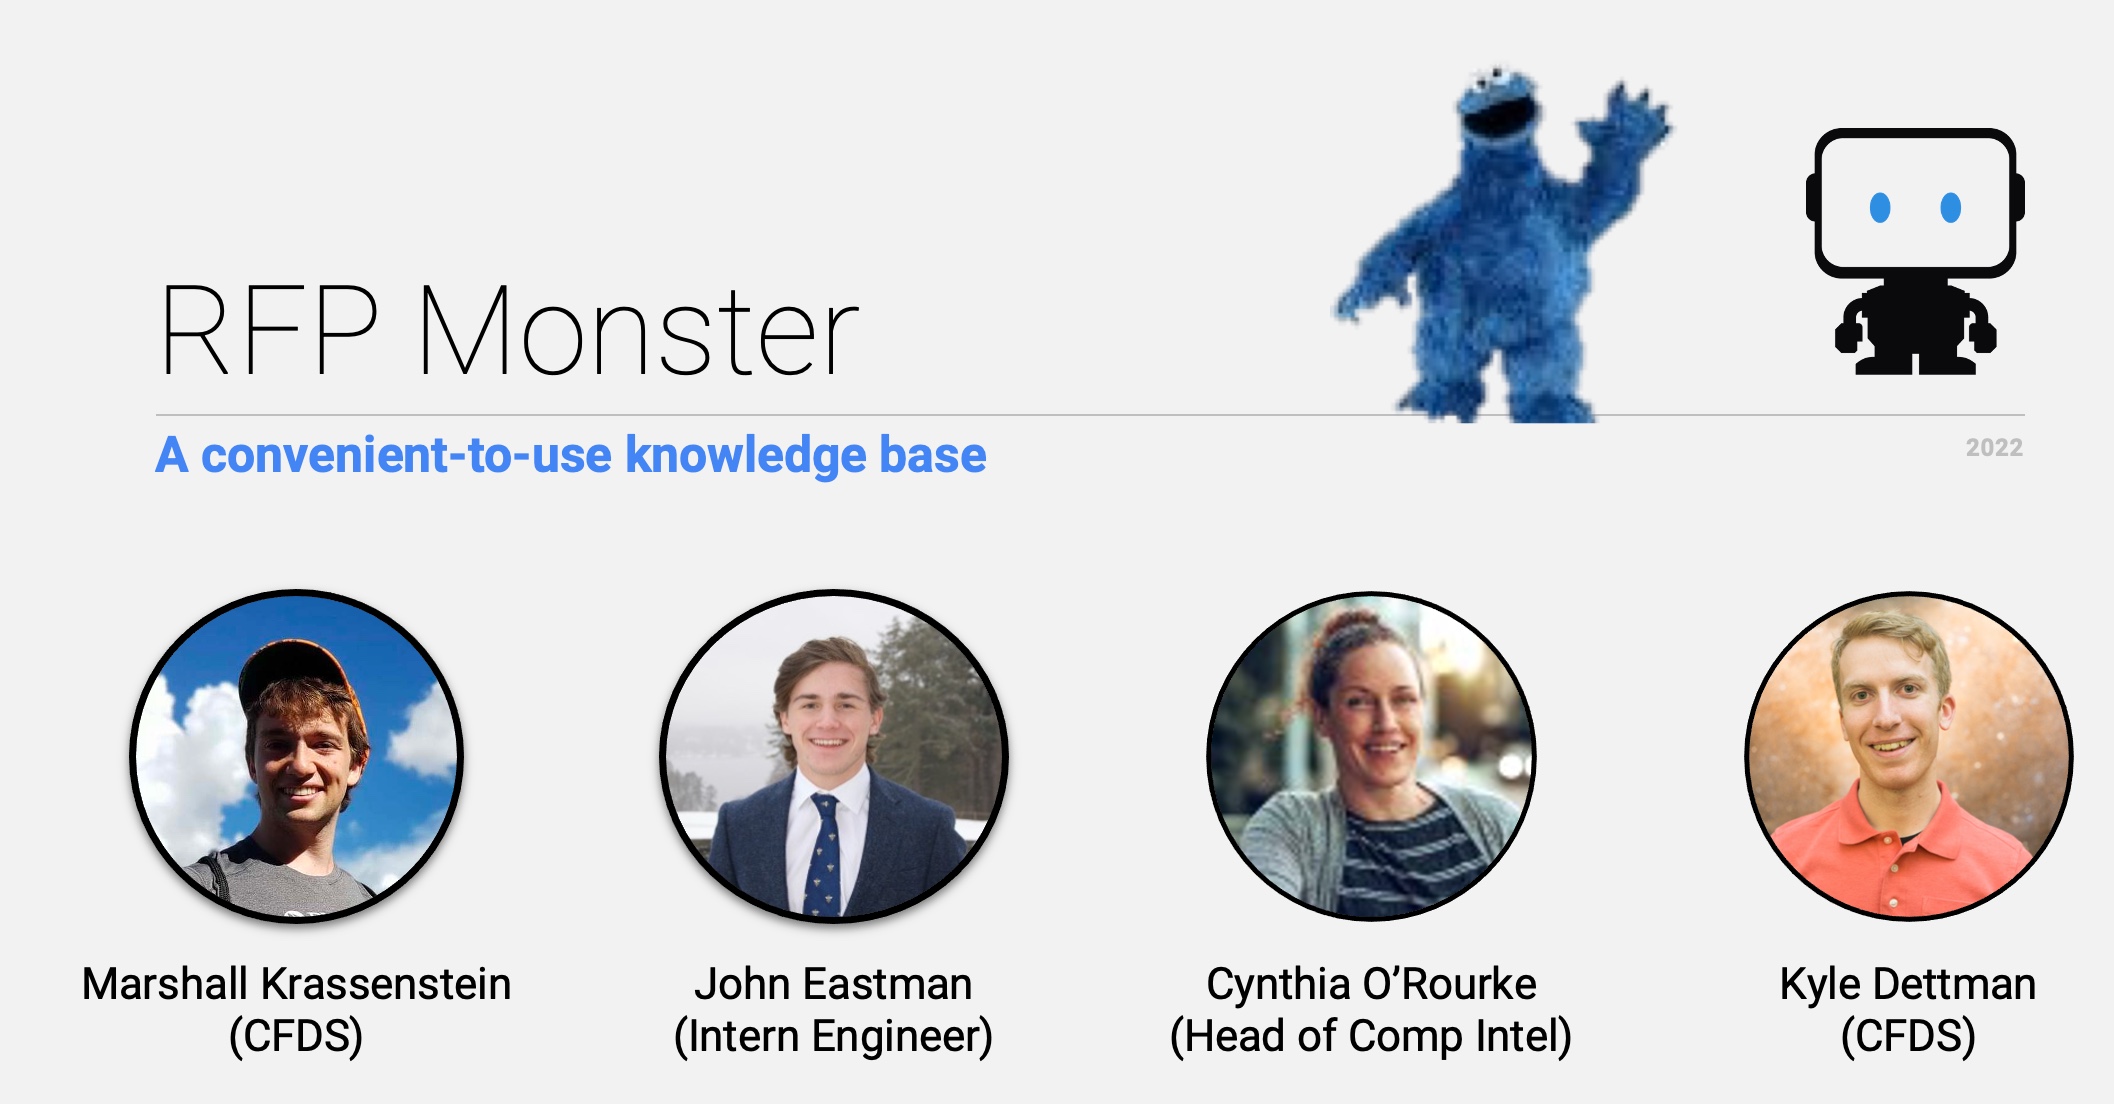 RFP Monster
A convenient-to-use knowledge base
2022
Marshall Krassenstein
(CFDS)
John Eastman
(Intern Engineer)
Cynthia O’Rourke
(Head of Comp Intel)
Kyle Dettman
(CFDS)